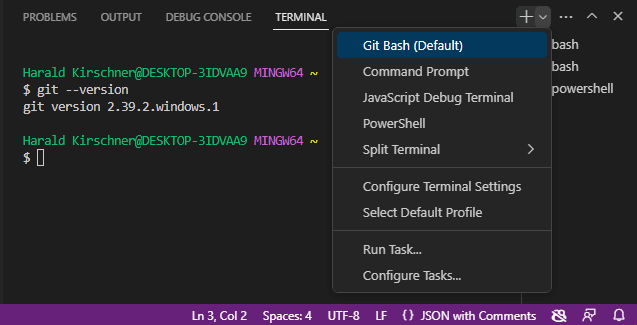 PROBLEMS OUTPUT DEBUG CONSOLE TERMINAL
Harald Kirschner@DESKTOP-3IDVAA9 MINGW64 ~
$ git --version
git version 2.39.2.windows.1
Harald Kirschner@DESKTOP-3IDVAA9 MINGW64 ~
$
Git Bash (Default)
Command Prompt
JavaScript Debug Terminal
PowerShell
Split Terminal
Configure Terminal Settings
Select Default Profile
Run Task...
Configure Tasks...
bash
bash
powershell
Ln 3, Col 2 Spaces: 4 UTF-8 LF {} JSON with Comments